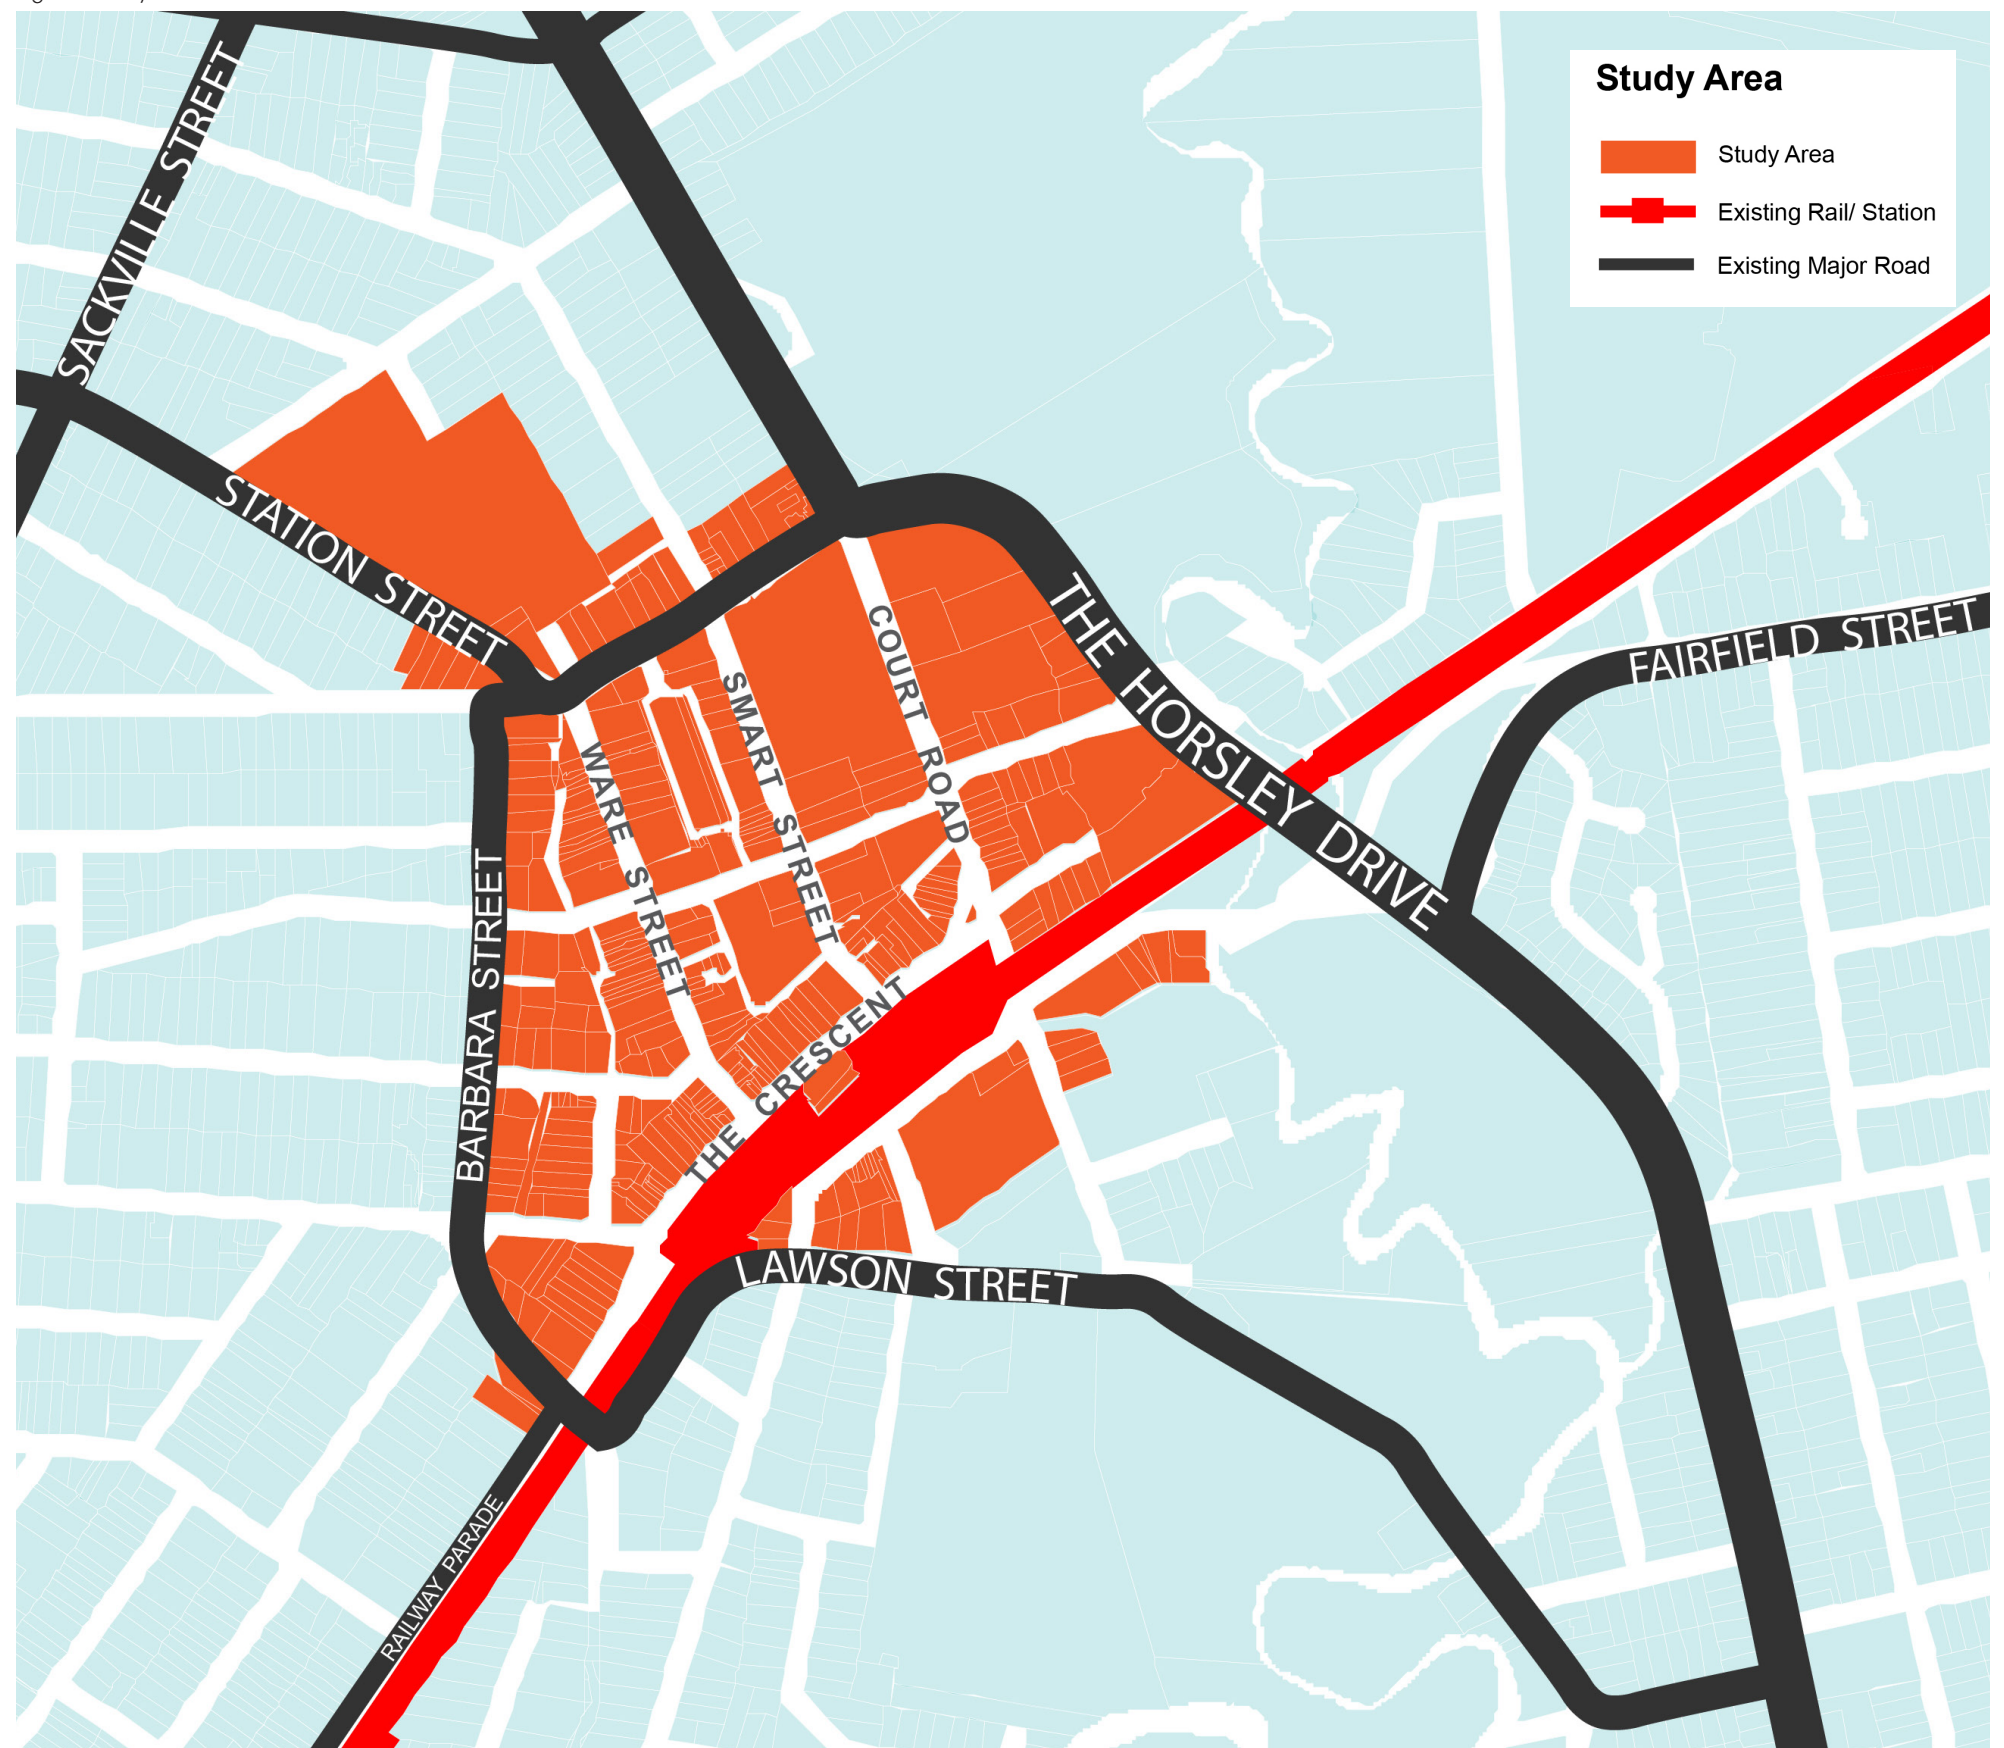 Study Area
Study Area
Existing Rail/ Station
Existing Major Road
SACKVILLE STREET
STATION STREET
THE HORSLEY DRIVE
COURT ROAD
SMART STREET
WARE STREET
FAIRFIELD STREET
BARBARA STREET
THE CRESCENT
LAWSON STREET
RAILWAY PARADE